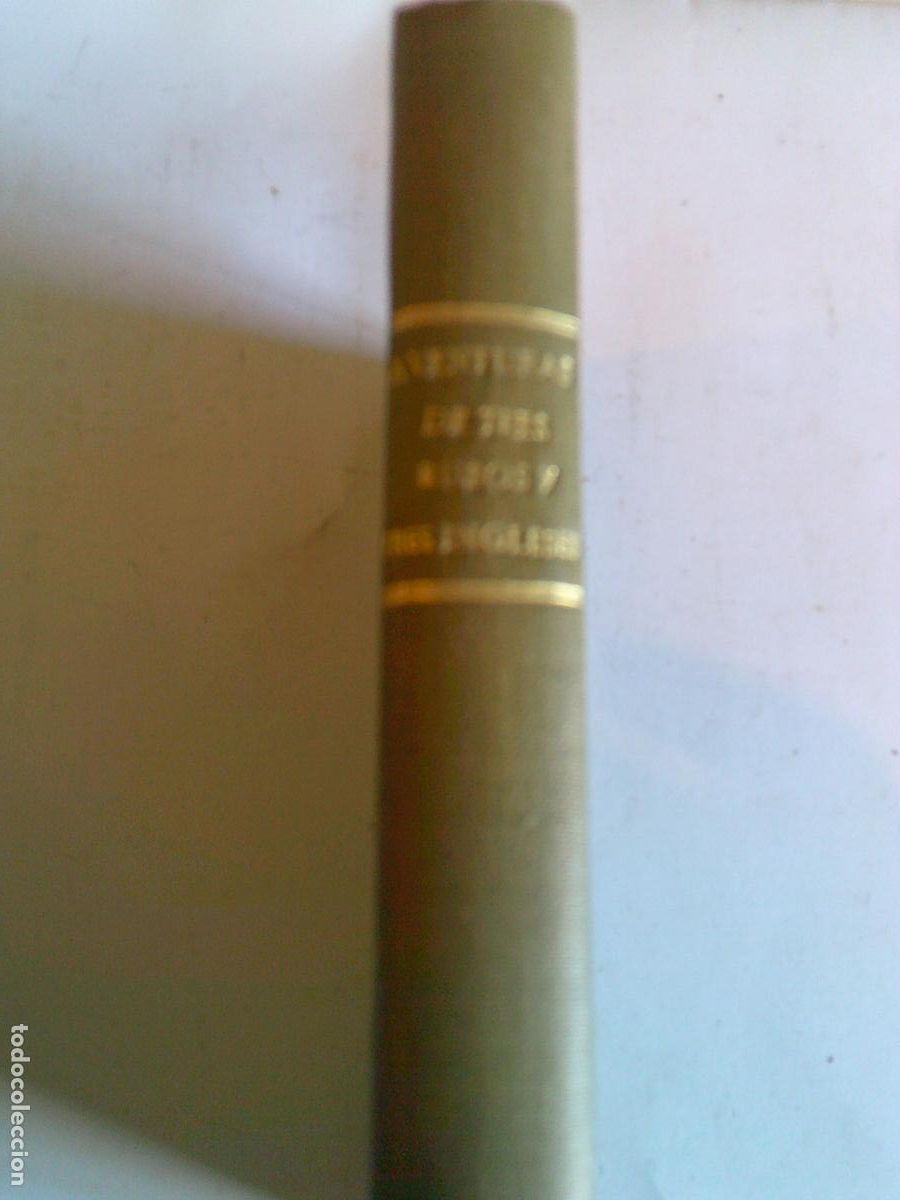 AVENTURAS
DE TRES
RUSOS Y
TRES INGLESES
todocoleccion